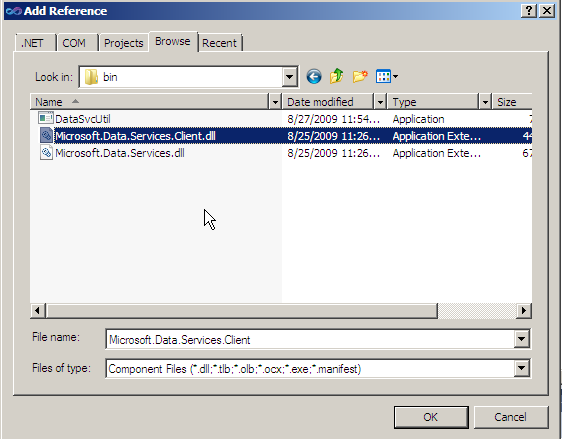 Add Reference
.NET COM Projects Browse Recent
Look in: bin
Name Date modified Type Size
DataSvcUtil 8/27/2009 11:54... Application 7
Microsoft.Data.Services.Client.dll 8/25/2009 11:26... Application Exte... 44
Microsoft.Data.Services.dll 8/25/2009 11:26... Application Exte... 67
File name: Microsoft.Data.Services.Client
Files of type: Component Files (*.dll;*.tlb;*.olb;*.ocx;*.exe;*.manifest)
OK Cancel